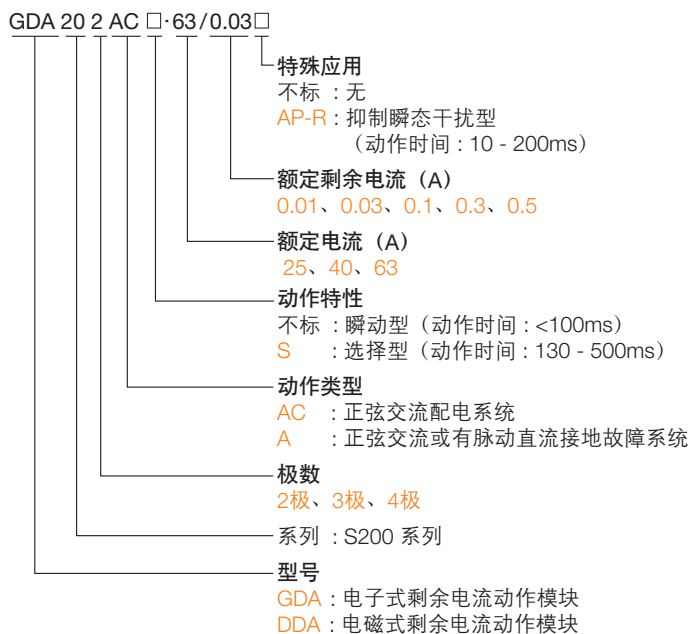 GDA 20 2 AC □·63/0.03□
特殊应用
不标 : 无
AP-R : 抑制瞬态干扰型
（动作时间 : 10 - 200ms）
额定剩余电流（A）
0.01、0.03、0.1、0.3、0.5
额定电流（A）
25、40、63
动作特性
不标 : 瞬动型（动作时间 : <100ms）
S : 选择型（动作时间 : 130 - 500ms）
动作类型
AC : 正弦交流配电系统
A : 正弦交流或有脉动直流接地故障系统
极数
2极、3极、4极
系列 : S200 系列
型号
GDA : 电子式剩余电流动作模块
DDA : 电磁式剩余电流动作模块